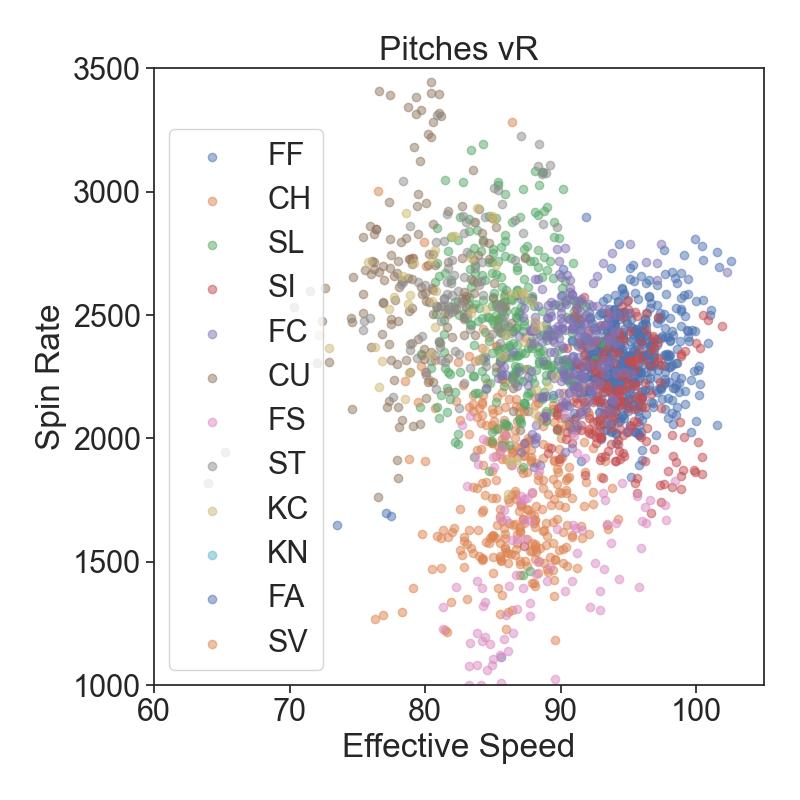 Pitches vR
3500
3000
2500
2000
1500
1000
Spin Rate
FF
CH
SL
SI
FC
CU
FS
ST
KC
KN
FA
SV
60 70 80 90 100
Effective Speed